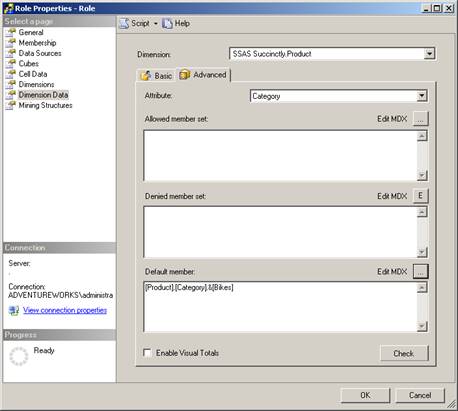 Role Properties - Role
Select a page
General
Membership
Data Sources
Cubes
Cell Data
Dimensions
Dimension Data
Mining Structures
Script
Help
Dimension:
SSAS Succinctly.Product
Basic
Advanced
Attribute:
Category
Allowed member set:
Edit MDX
...
Denied member set:
Edit MDX
E
Default member:
Edit MDX
...
[Product].[Category].&[Bikes]
Enable Visual Totals
Check
Connection
Server:
.
Connection:
ADVENTUREWORKS\administra
View connection properties
Progress
Ready
OK
Cancel